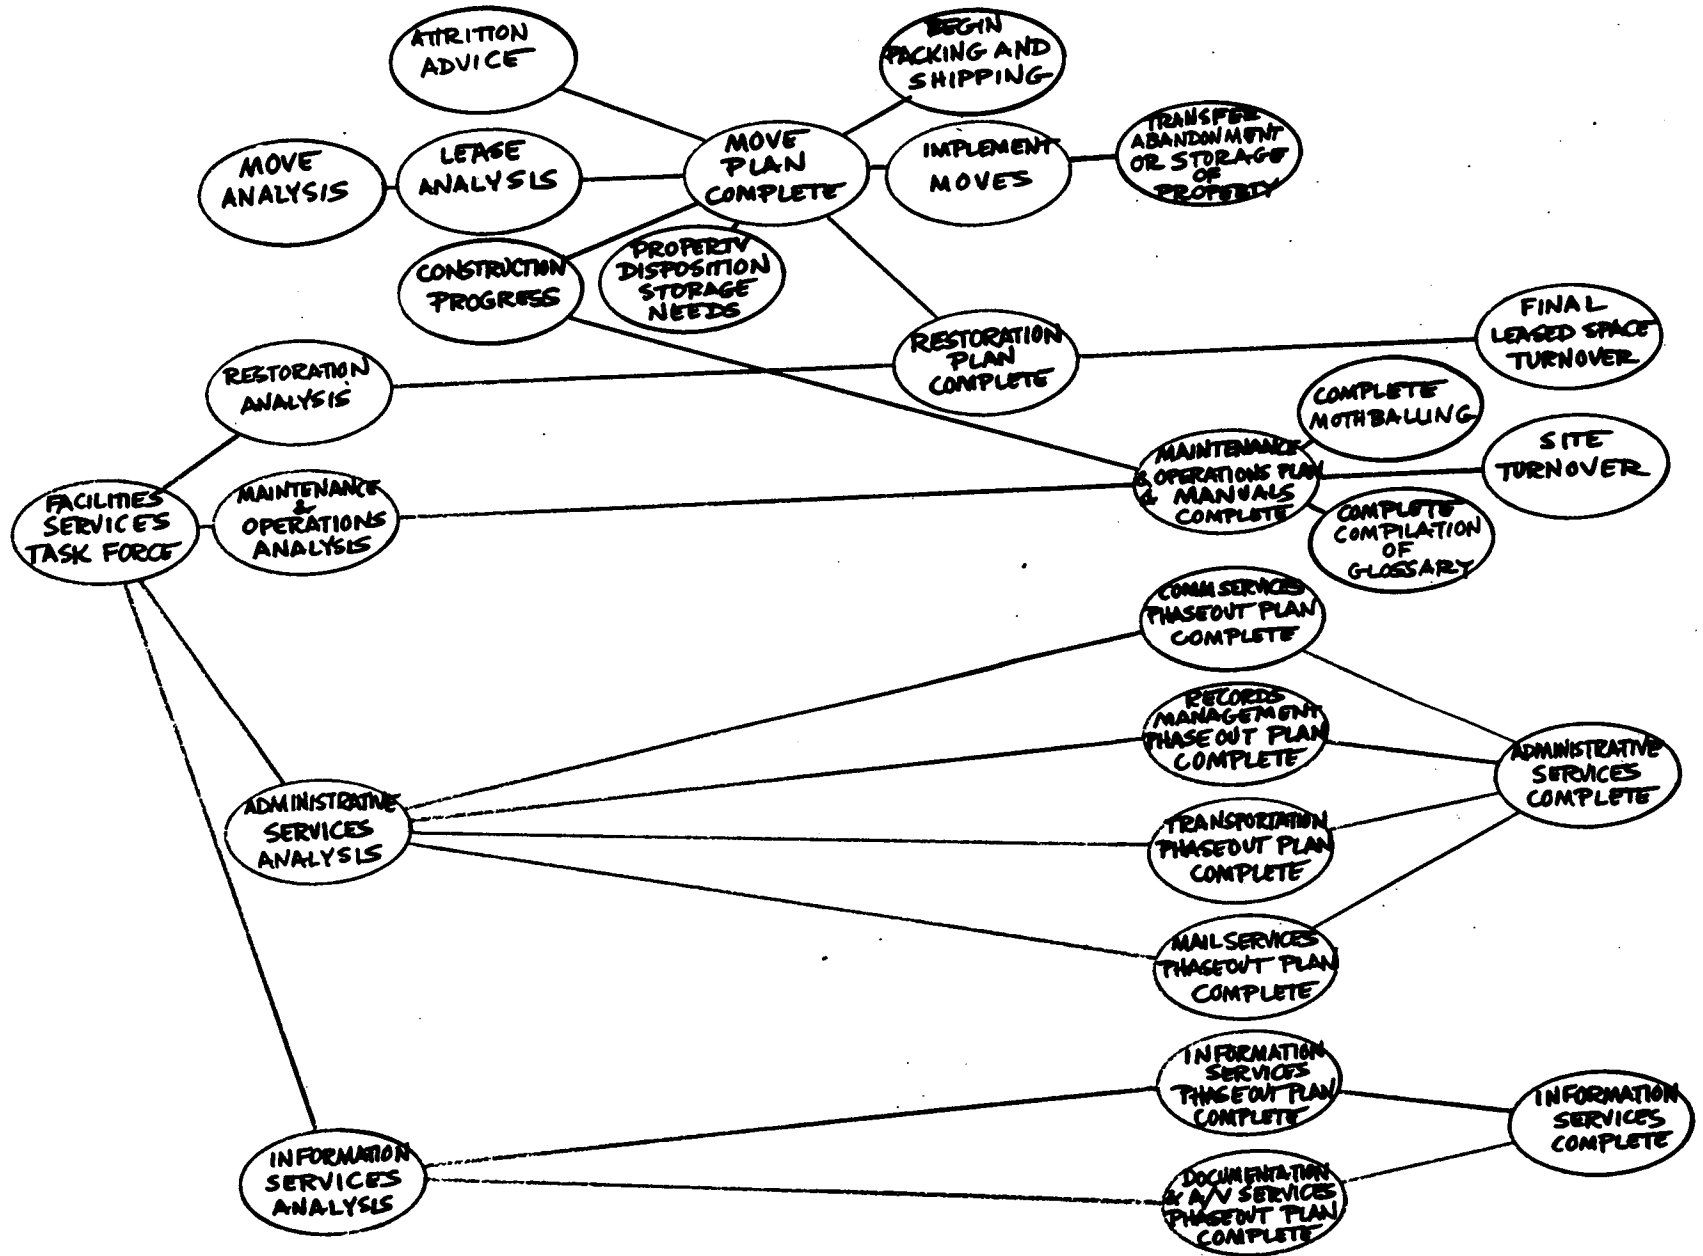 ATTRITION
ADVICE
BEGIN
PACKING AND
SHIPPING
MOVE
ANALYSIS
LEASE
ANALYSIS
MOVE
PLAN
COMPLETE
IMPLEMENT
MOVES
TRANSFER
ABANDONMENT
OR STORAGE
OF
PROPERTY
CONSTRUCTION
PROGRESS
PROPERTY
DISPOSITION
STORAGE
NEEDS
RESTORATION
ANALYSIS
RESTORATION
PLAN
COMPLETE
FINAL
LEASED SPACE
TURNOVER
COMPLETE
MOTHBALLING
FACILITIES
SERVICES
TASK FORCE
MAINTENANCE
&
OPERATIONS
ANALYSIS
MAINTENANCE
& OPERATIONS PLAN
& MANUALS
COMPLETE
SITE
TURNOVER
COMPLETE
COMPILATION
OF
GLOSSARY
COMM SERVICES
PHASEOUT PLAN
COMPLETE
RECORDS
MANAGEMENT
PHASEOUT PLAN
COMPLETE
ADMINISTRATIVE
SERVICES
ANALYSIS
TRANSPORTATION
PHASEOUT PLAN
COMPLETE
ADMINISTRATIVE
SERVICES
COMPLETE
MAIL SERVICES
PHASEOUT PLAN
COMPLETE
INFORMATION
SERVICES
ANALYSIS
INFORMATION
SERVICES
PHASEOUT PLAN
COMPLETE
INFORMATION
SERVICES
COMPLETE
DOCUMENTATION
& A/V SERVICES
PHASEOUT PLAN
COMPLETE